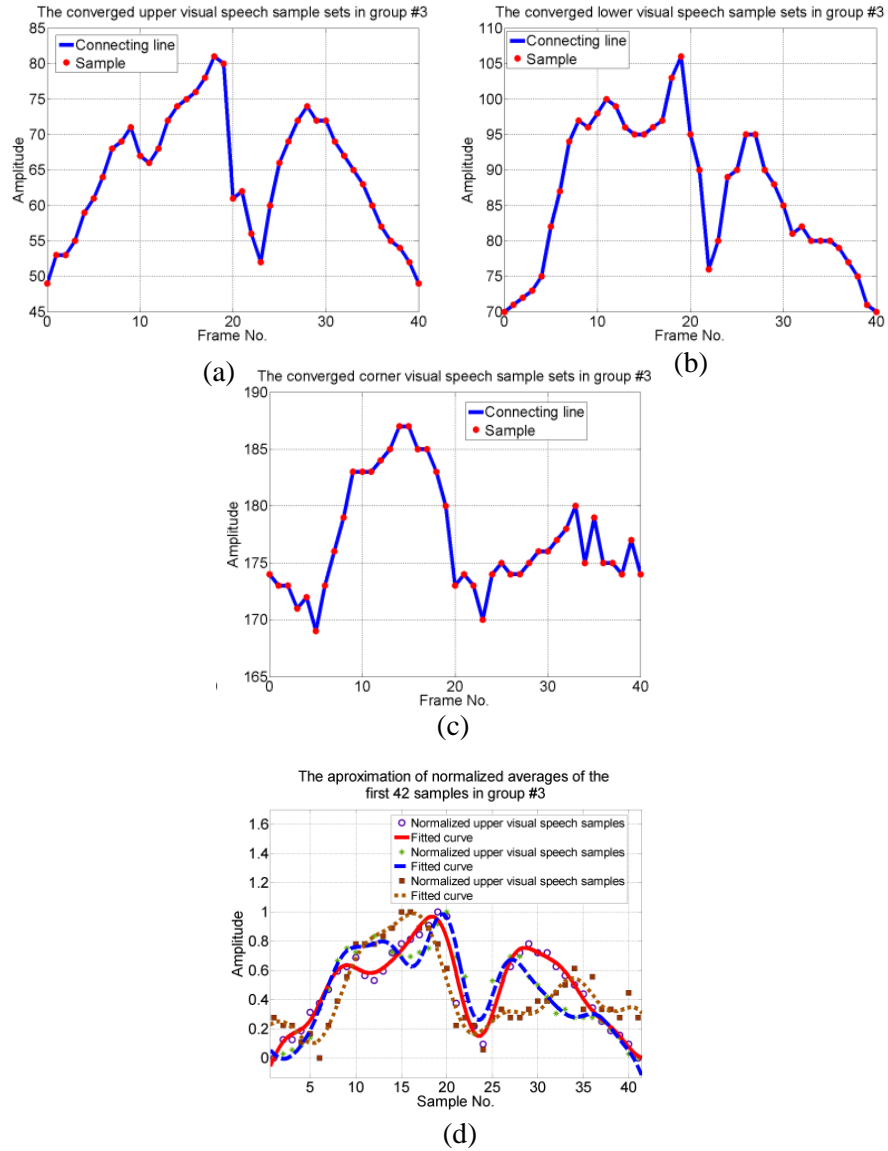 The converged upper visual speech sample sets in group #3
85
80
75
70
65
60
55
50
45
Amplitude
Connecting line
Sample
0 10 20 30 40
Frame No.
(a)
The converged lower visual speech sample sets in group #3
110
105
100
95
90
85
80
75
70
Amplitude
Connecting line
Sample
0 10 20 30 40
Frame No.
(b)
The converged corner visual speech sample sets in group #3
190
185
180
175
170
165
Amplitude
Connecting line
Sample
0 10 20 30 40
Frame No.
(c)
The aproximation of normalized averages of the
first 42 samples in group #3
1.6
1.4
1.2
1
0.8
0.6
0.4
0.2
0
Amplitude
Normalized upper visual speech samples
Fitted curve
Normalized upper visual speech samples
Fitted curve
Normalized upper visual speech samples
Fitted curve
5 10 15 20 25 30 35 40
Sample No.
(d)